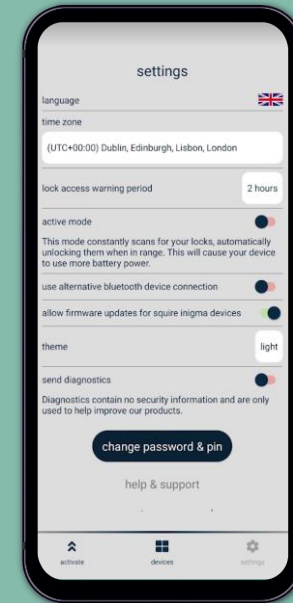 settings
language
time zone
(UTC+00:00) Dublin, Edinburgh, Lisbon, London
lock access warning period 2 hours
active mode
This mode constantly scans for your locks, automatically
unlocking them when in range. This will cause your device
to use more battery power.
use alternative bluetooth device connection
allow firmware updates for squire inigma devices
theme light
send diagnostics
Diagnostics contain no security information and are only
used to help improve our products.
change password & pin
help & support
activate devices settings